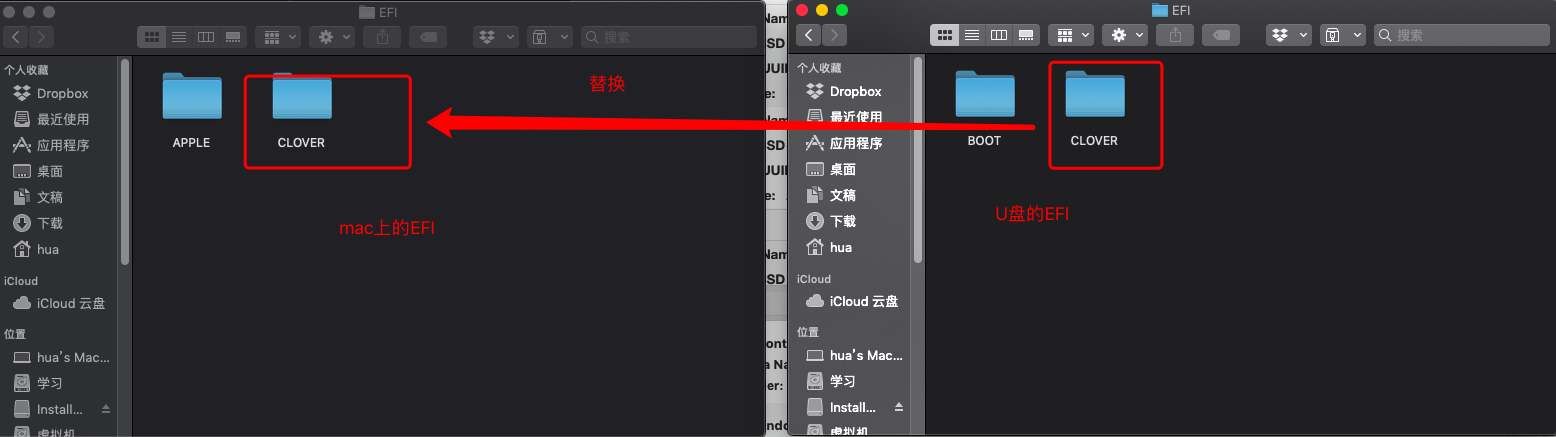 EFI
搜索
个人收藏
Dropbox
最近使用
应用程序
桌面
文稿
下载
hua
iCloud
iCloud 云盘
位置
hua's Mac...
学习
Install...
虚拟机
APPLE
CLOVER
mac上的EFI
替换
EFI
搜索
个人收藏
Dropbox
最近使用
应用程序
桌面
文稿
下载
hua
iCloud
iCloud 云盘
位置
hua's Mac...
学习
Install...
虚拟机
BOOT
CLOVER
U盘的EFI